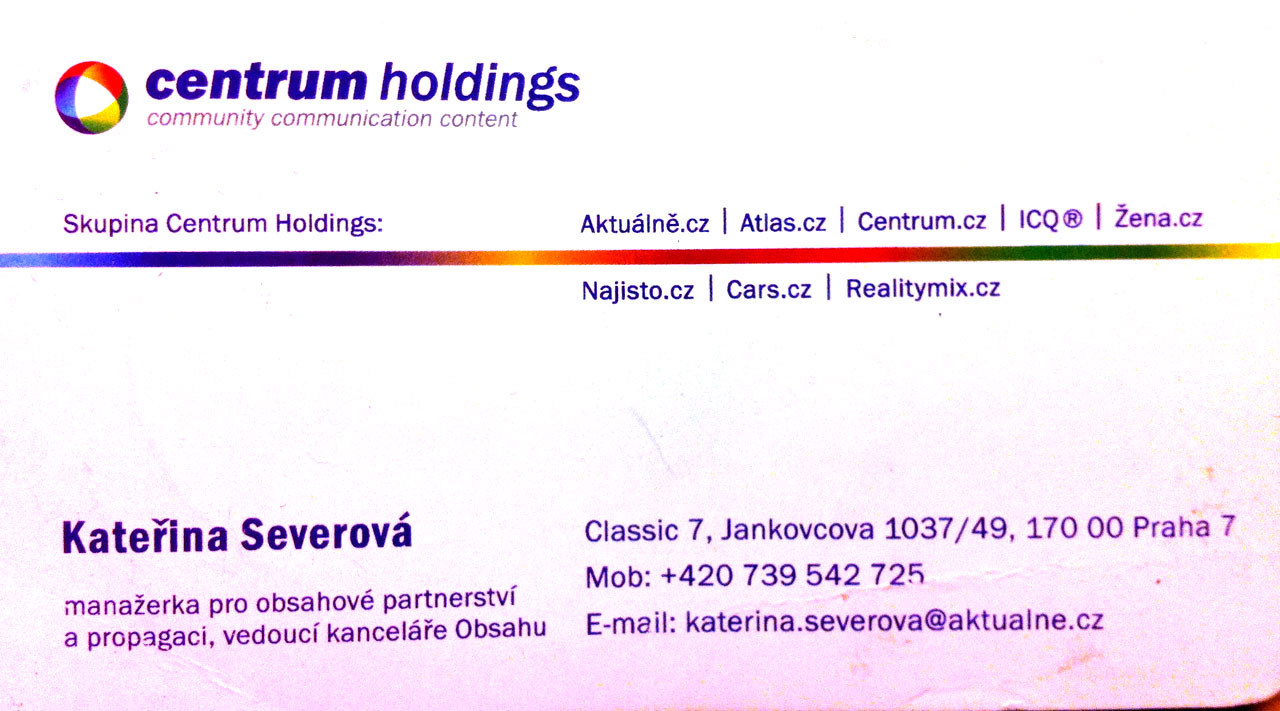 centrum holdings
community communication content
Skupina Centrum Holdings:
Aktuálně.cz | Atlas.cz | Centrum.cz | ICQ® | Žena.cz
Najisto.cz | Cars.cz | Realitymix.cz
Kateřina Severová
manažerka pro obsahové partnerství
a propagaci, vedoucí kanceláře Obsahu
Classic 7, Jankovcova 1037/49, 170 00 Praha 7
Mob: +420 739 542 725
E-mail: katerina.severova@aktualne.cz